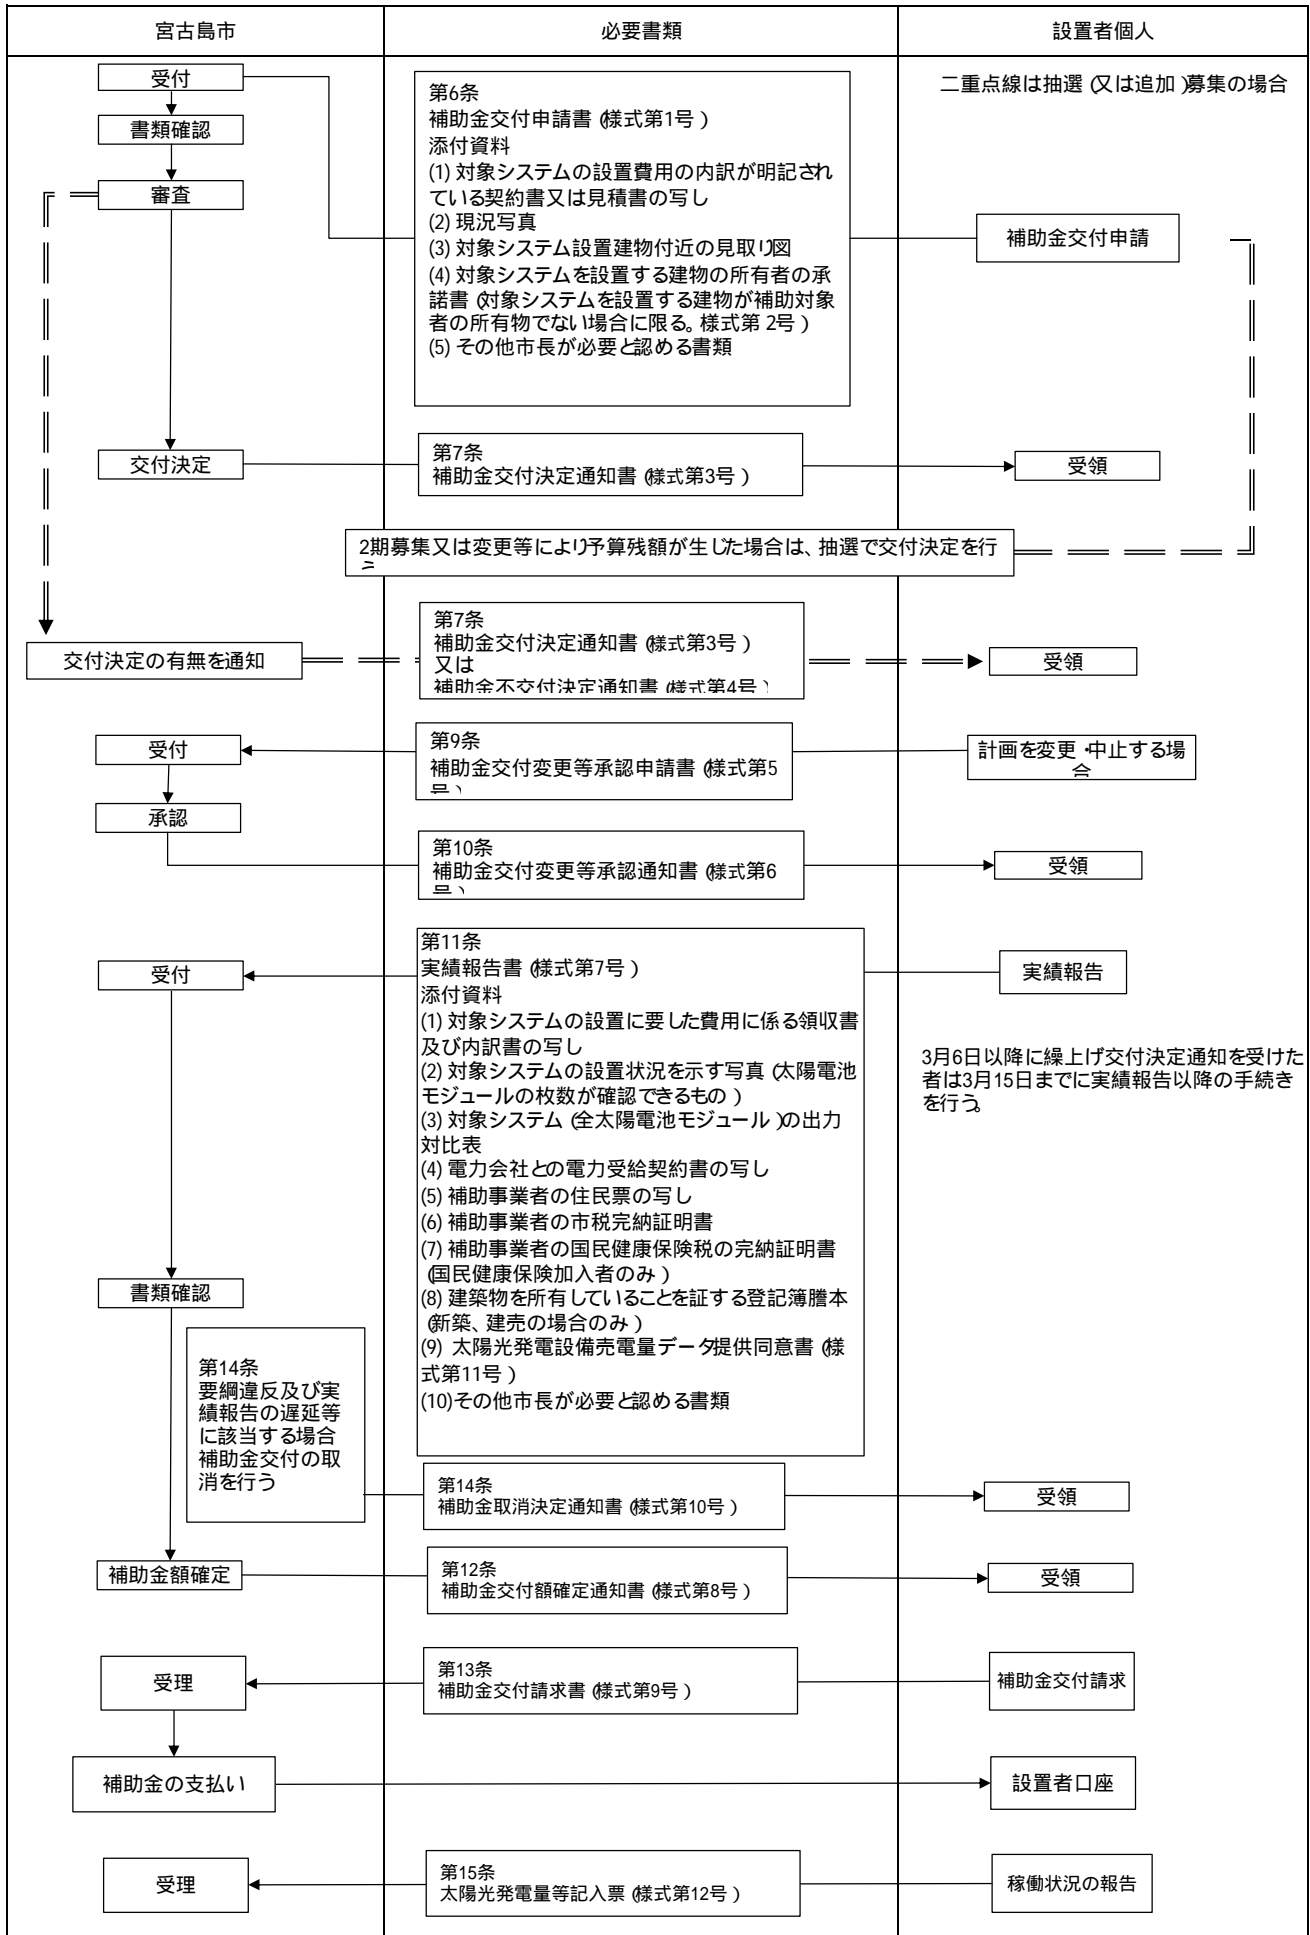 宮古島市
必要書類
設置者個人
受付
書類確認
審査
第6条
補助金交付申請書(様式第1号)
添付資料
(1) 対象システムの設置費用の内訳が明記され
ている契約書又は見積書の写し
(2) 現況写真
(3) 対象システム設置建物付近の見取り図
(4) 対象システムを設置する建物の所有者の承
諾書(対象システムを設置する建物が補助対象
者の所有物でない場合に限る。様式第2号)
(5) その他市長が必要と認める書類
二重点線は抽選(又は追加)募集の場合
補助金交付申請
交付決定
第7条
補助金交付決定通知書(様式第3号)
受領
2期募集又は変更等により予算残額が生じた場合は、抽選で交付決定を行
う
交付決定の有無を通知
第7条
補助金交付決定通知書(様式第3号)
又は
補助金不交付決定通知書(様式第4号)
受領
受付
第9条
補助金交付変更等承認申請書(様式第5
号)
計画を変更・中止する場
合
承認
第10条
補助金交付変更等承認通知書(様式第6
号)
受領
受付
第11条
実績報告書(様式第7号)
添付資料
(1) 対象システムの設置に要した費用に係る領収書
及び内訳書の写し
(2) 対象システムの設置状況を示す写真(太陽電池
モジュールの枚数が確認できるもの)
(3) 対象システム(全太陽電池モジュール)の出力
対比表
(4) 電力会社との電力受給契約書の写し
(5) 補助事業者の住民票の写し
(6) 補助事業者の市税完納証明書
(7) 補助事業者の国民健康保険税の完納証明書
(国民健康保険加入者のみ)
(8) 建築物を所有していることを証する登記簿謄本
(新築、建売の場合のみ)
(9) 太陽光発電設備売電量データ提供同意書(様
式第11号)
(10)その他市長が必要と認める書類
実績報告
3月6日以降に繰上げ交付決定通知を受けた
者は3月15日までに実績報告以降の手続き
を行う。
書類確認
第14条
要綱違反及び実
績報告の遅延等
に該当する場合
補助金交付の取
消を行う
第14条
補助金取消決定通知書(様式第10号)
受領
補助金額確定
第12条
補助金交付額確定通知書(様式第8号)
受領
受理
第13条
補助金交付請求書(様式第9号)
補助金交付請求
補助金の支払い
設置者口座
受理
第15条
太陽光発電量等記入票(様式第12号)
稼働状況の報告